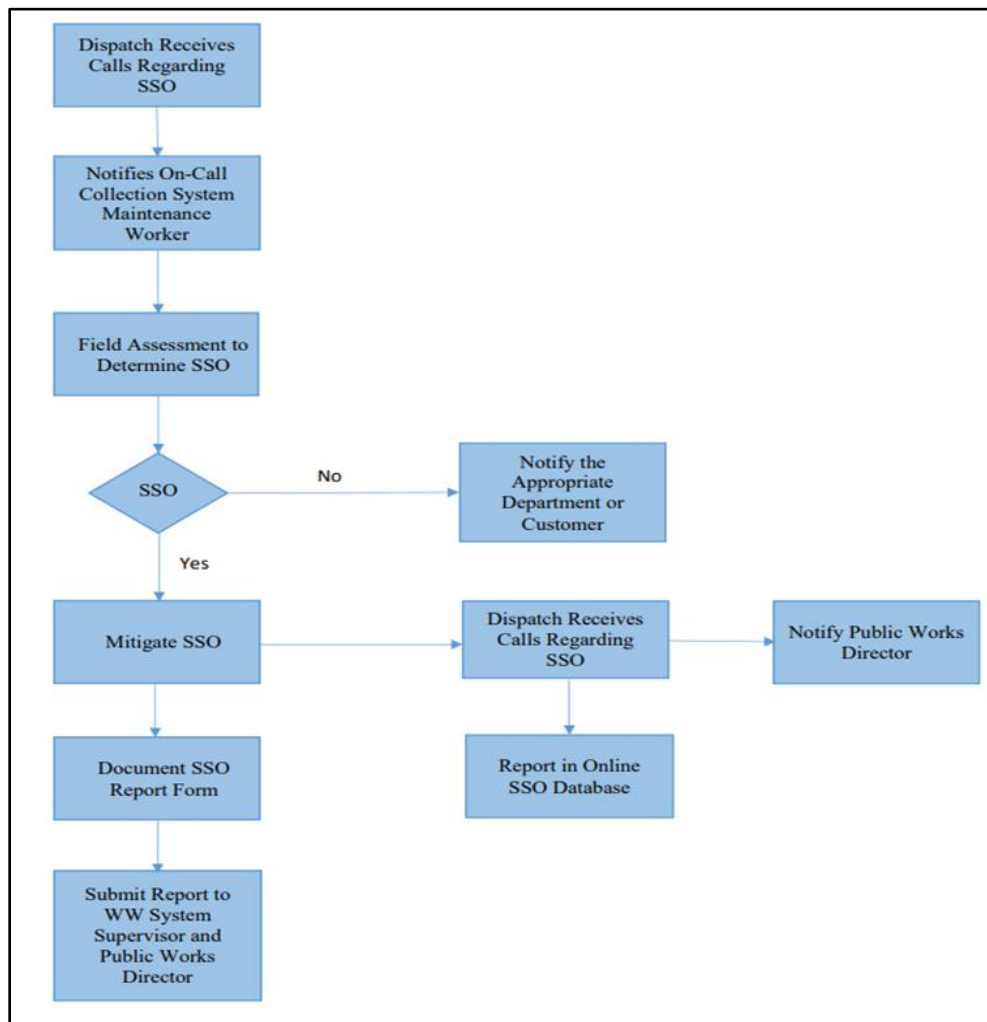 Dispatch Receives
Calls Regarding
SSO
Notifies On-Call
Collection System
Maintenance
Worker
Field Assessment to
Determine SSO
SSO
No
Notify the
Appropriate
Department or
Customer
Yes
Mitigate SSO
Dispatch Receives
Calls Regarding
SSO
Notify Public Works
Director
Document SSO
Report Form
Report in Online
SSO Database
Submit Report to
WW System
Supervisor and
Public Works
Director